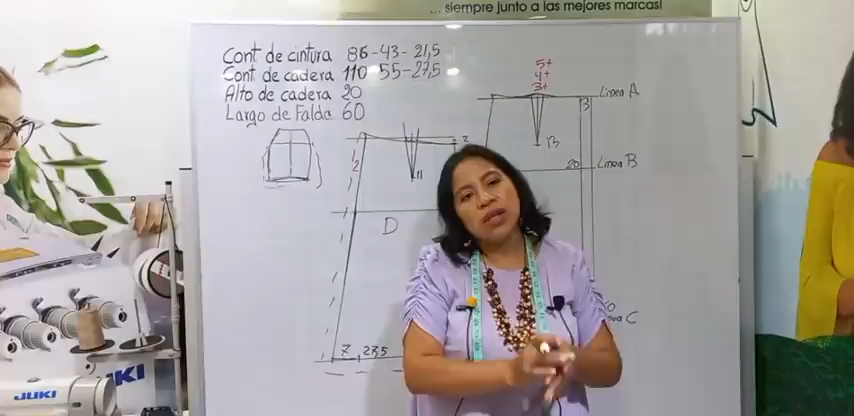 ... siempre junto a las mejores marcas!
Cont de cintura 86-43-21,5
Cont de cadera 110-55-27,5
Alto de cadera 20
Largo de Falda 60
5+
4+
3+
Linea A
3
13
20 Linea B
2
2
11
D
C
7 27,5
JUKI
JUKI